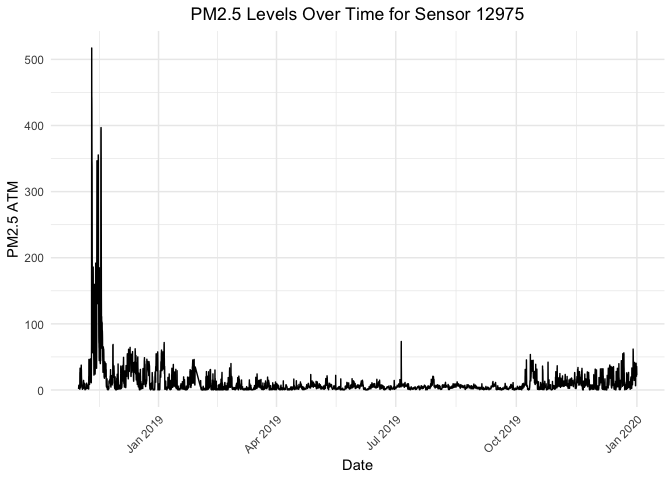 PM2.5 Levels Over Time for Sensor 12975
500
400
300
200
100
0
PM2.5 ATM
Jan 2019
Apr 2019
Jul 2019
Oct 2019
Jan 2020
Date